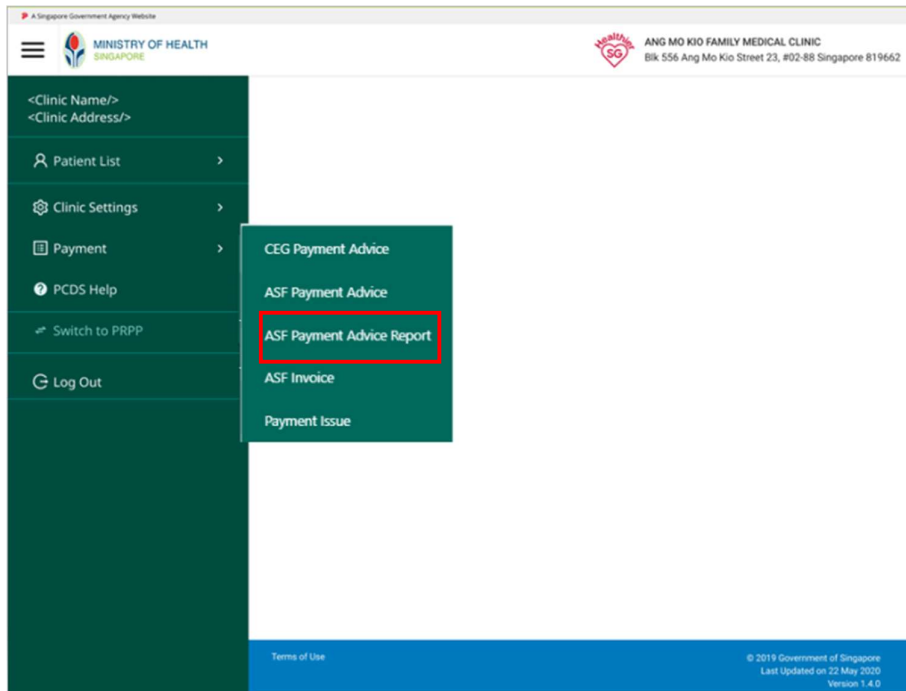 A Singapore Government Agency Website
MINISTRY OF HEALTH
SINGAPORE
Healthier
SG
ANG MO KIO FAMILY MEDICAL CLINIC
Blk 556 Ang Mo Kio Street 23, #02-88 Singapore 819662
<Clinic Name/>
<Clinic Address/>
Patient List
Clinic Settings
Payment
PCDS Help
Switch to PRPP
Log Out
CEG Payment Advice
ASF Payment Advice
ASF Payment Advice Report
ASF Invoice
Payment Issue
Terms of Use
© 2019 Government of Singapore
Last Updated on 22 May 2020
Version 1.4.0